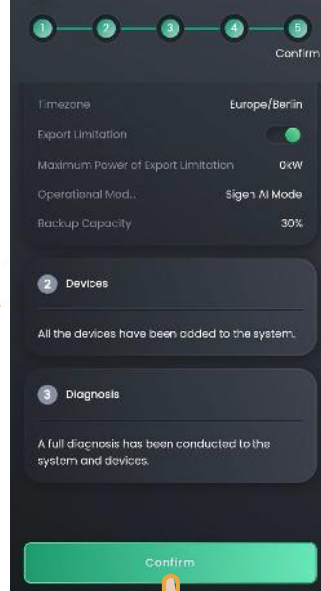 1 2 3 4 5
Confirm
Timezone Europe/Berlin
Export Limitation
Maximum Power of Export Limitation 0kW
Operational Mod... Sigen AI Mode
Backup Capacity 30%
2 Devices
All the devices have been added to the system.
3 Diagnosis
A full diagnosis has been conducted to the
system and devices.
Confirm